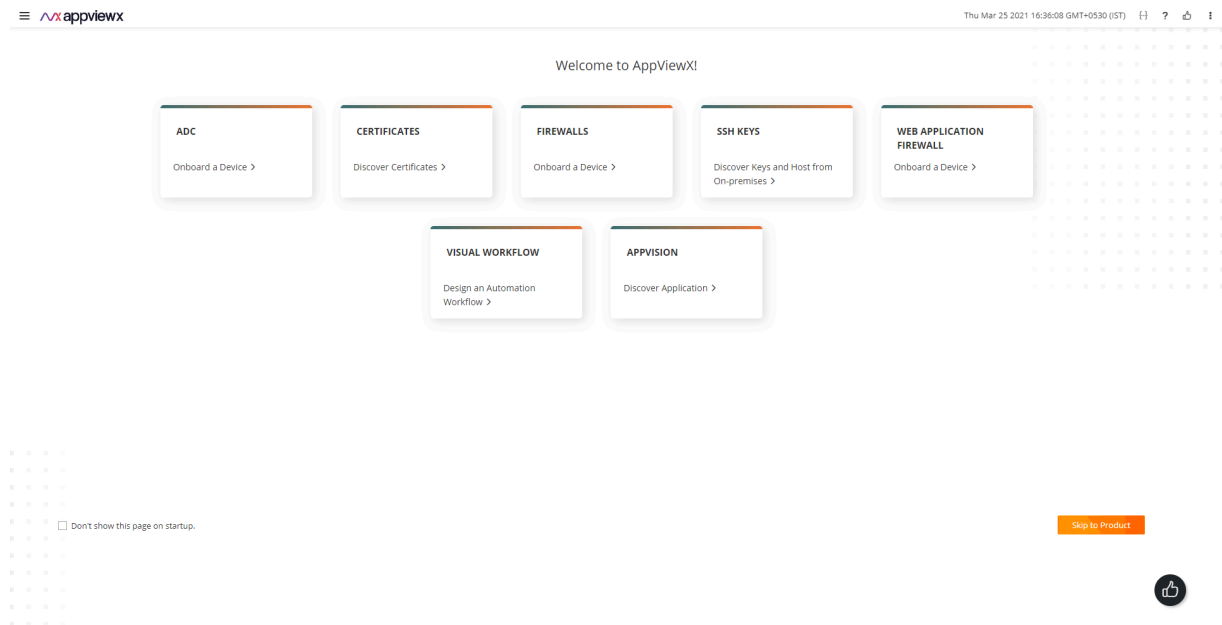 appviewx
Thu Mar 25 2021 16:36:08 GMT+0530 (IST)
{-}
?
Welcome to AppViewX!
ADC
Onboard a Device >
CERTIFICATES
Discover Certificates >
FIREWALLS
Onboard a Device >
SSH KEYS
Discover Keys and Host from
On-premises >
WEB APPLICATION
FIREWALL
Onboard a Device >
VISUAL WORKFLOW
Design an Automation
Workflow >
APPVISION
Discover Application >
Don't show this page on startup.
Skip to Product